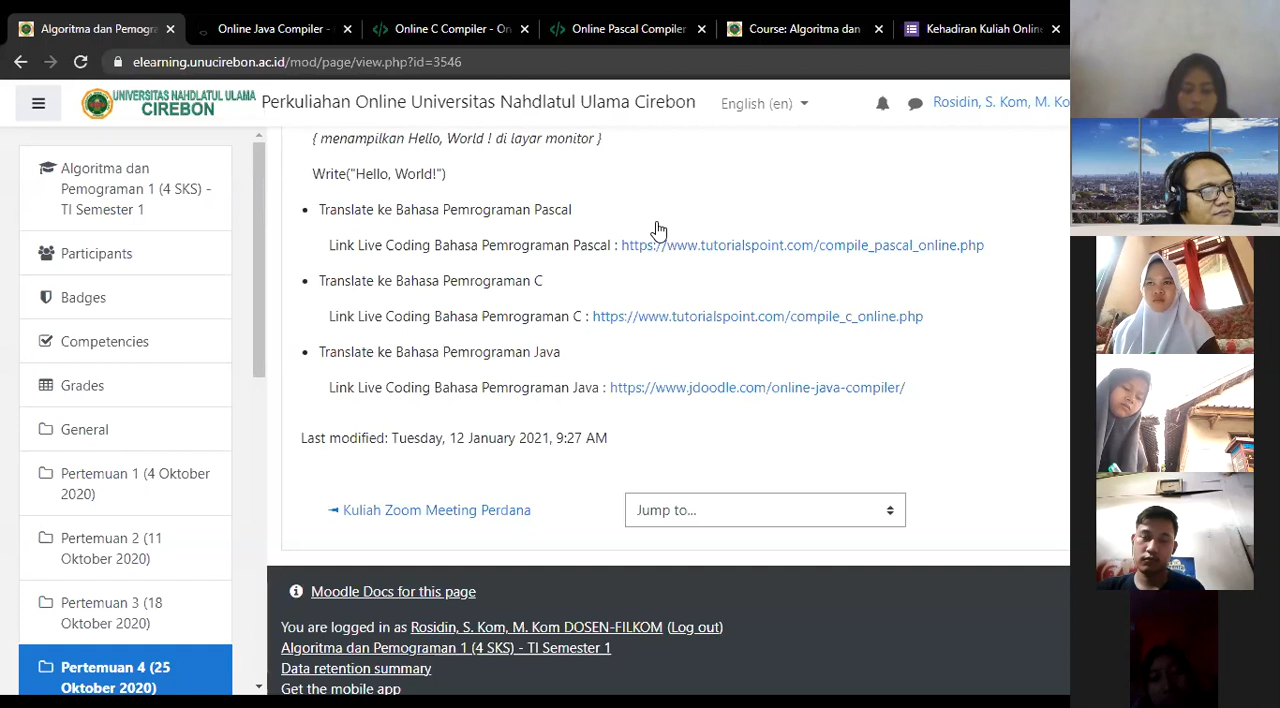 Algoritma dan Pemogra
Online Java Compiler -
Online C Compiler - On
Online Pascal Compiler
Course: Algoritma dan
Kehadiran Kuliah Online
elearning.unucirebon.ac.id/mod/page/view.php?id=3546
UNIVERSITAS NAHDLATUL ULAMA
CIREBON
Perkuliahan Online Universitas Nahdlatul Ulama Cirebon
English (en)
Rosidin, S. Kom, M. Ko
Algoritma dan
Pemograman 1 (4 SKS) -
TI Semester 1
Participants
Badges
Competencies
Grades
General
Pertemuan 1 (4 Oktober
2020)
Pertemuan 2 (11
Oktober 2020)
Pertemuan 3 (18
Oktober 2020)
Pertemuan 4 (25
Oktober 2020)
{ menampilkan Hello, World ! di layar monitor }
Write("Hello, World!")
• Translate ke Bahasa Pemrograman Pascal
Link Live Coding Bahasa Pemrograman Pascal : https://www.tutorialspoint.com/compile_pascal_online.php
• Translate ke Bahasa Pemrograman C
Link Live Coding Bahasa Pemrograman C : https://www.tutorialspoint.com/compile_c_online.php
• Translate ke Bahasa Pemrograman Java
Link Live Coding Bahasa Pemrograman Java : https://www.jdoodle.com/online-java-compiler/
Last modified: Tuesday, 12 January 2021, 9:27 AM
◄ Kuliah Zoom Meeting Perdana
Jump to...
Moodle Docs for this page
You are logged in as Rosidin, S. Kom, M. Kom DOSEN-FILKOM (Log out)
Algoritma dan Pemograman 1 (4 SKS) - TI Semester 1
Data retention summary
Get the mobile app